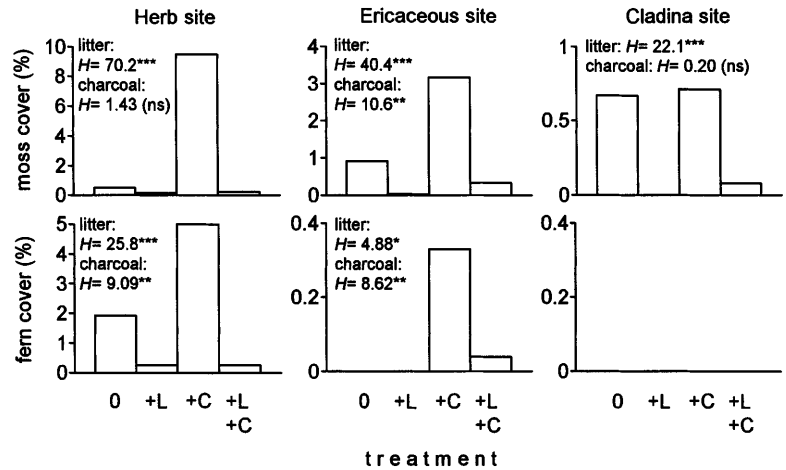 Herb site
Ericaceous site
Cladina site
moss cover (%)
10
8
6
4
2
0
litter:
H= 70.2***
charcoal:
H= 1.43 (ns)
4
3
2
1
0
litter:
H= 40.4***
charcoal:
H= 10.6**
1
0.5
0
litter: H= 22.1***
charcoal: H= 0.20 (ns)
fern cover (%)
5
4
3
2
1
0
litter:
H= 25.8***
charcoal:
H= 9.09**
0.4
0.2
0
litter:
H= 4.88*
charcoal:
H= 8.62**
0.4
0.2
0
0 +L +C +L
+C
0 +L +C +L
+C
0 +L +C +L
+C
treatment